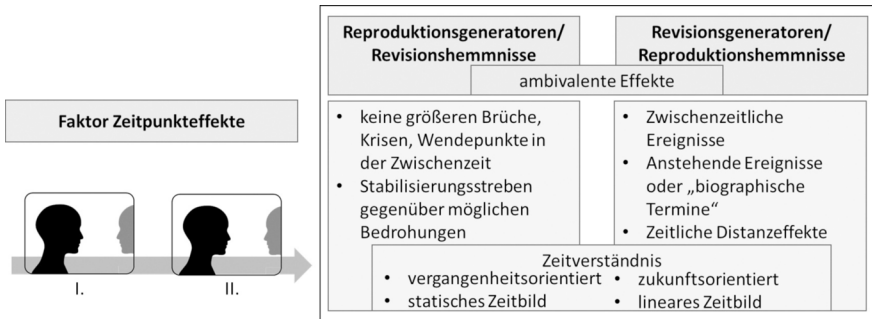 Faktor Zeitpunkteffekte
I.
II.
Reproduktionsgeneratoren/
Revisionshemmnisse
Revisionsgeneratoren/
Reproduktionshemmnisse
ambivalente Effekte
• keine größeren Brüche,
Krisen, Wendepunkte in
der Zwischenzeit
• Stabilisierungsstreben
gegenüber möglichen
Bedrohungen
• Zwischenzeitliche
Ereignisse
• Anstehende Ereignisse
oder „biographische
Termine“
• Zeitliche Distanzeffekte
Zeitverständnis
• vergangenheitsorientiert
• statisches Zeitbild
• zukunftsorientiert
• lineares Zeitbild